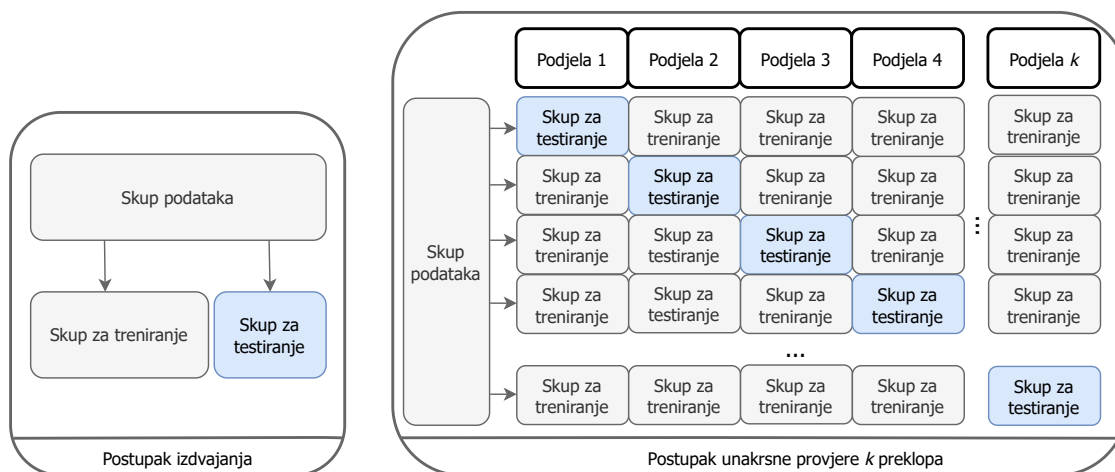 Skup podataka
Skup za treniranje
Skup za
testiranje
Postupak izdvajanja
Podjela 1
Podjela 2
Podjela 3
Podjela 4
Podjela k
Skup
podataka
Skup za
testiranje
Skup za
treniranje
Skup za
treniranje
Skup za
treniranje
Skup za
treniranje
Skup za
treniranje
Skup za
testiranje
Skup za
treniranje
Skup za
treniranje
Skup za
treniranje
Skup za
treniranje
Skup za
testiranje
Skup za
testiranje
Skup za
treniranje
Skup za
treniranje
...
Skup za
treniranje
Skup za
testiranje
Skup za
treniranje
Skup za
testiranje
Skup za
treniranje
...
Skup za
treniranje
Skup za
treniranje
Skup za
treniranje
Skup za
treniranje
Skup za
testiranje
Postupak unakrsne provjere k preklopa